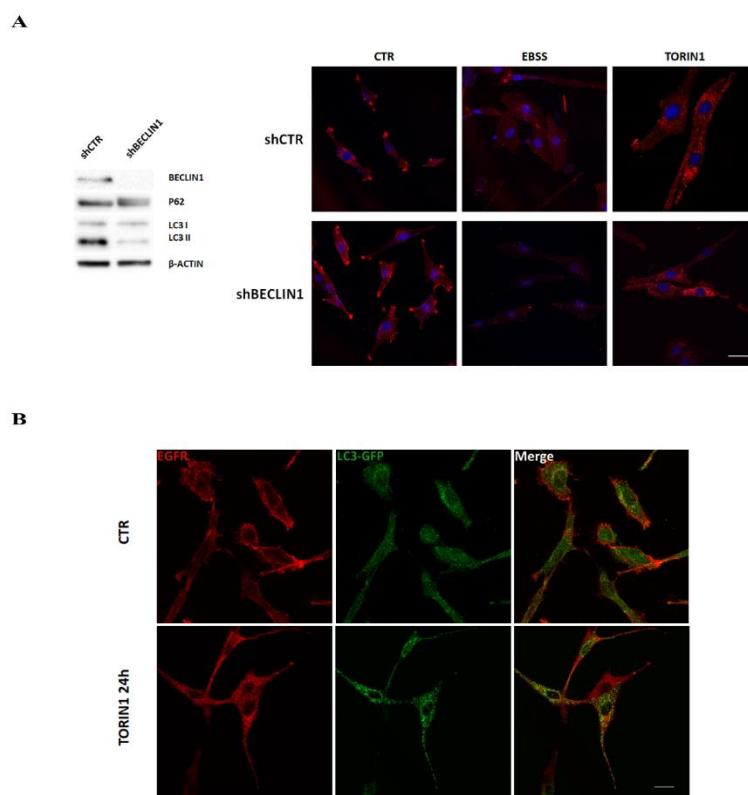 A
CTR EBSS TORIN1
shCTR shBECLIN1
shCTR
BECLIN1
P62
LC3 I
LC3 II
β-ACTIN
shBECLIN1
B
EGFR LC3-GFP Merge
CTR
TORIN1 24h